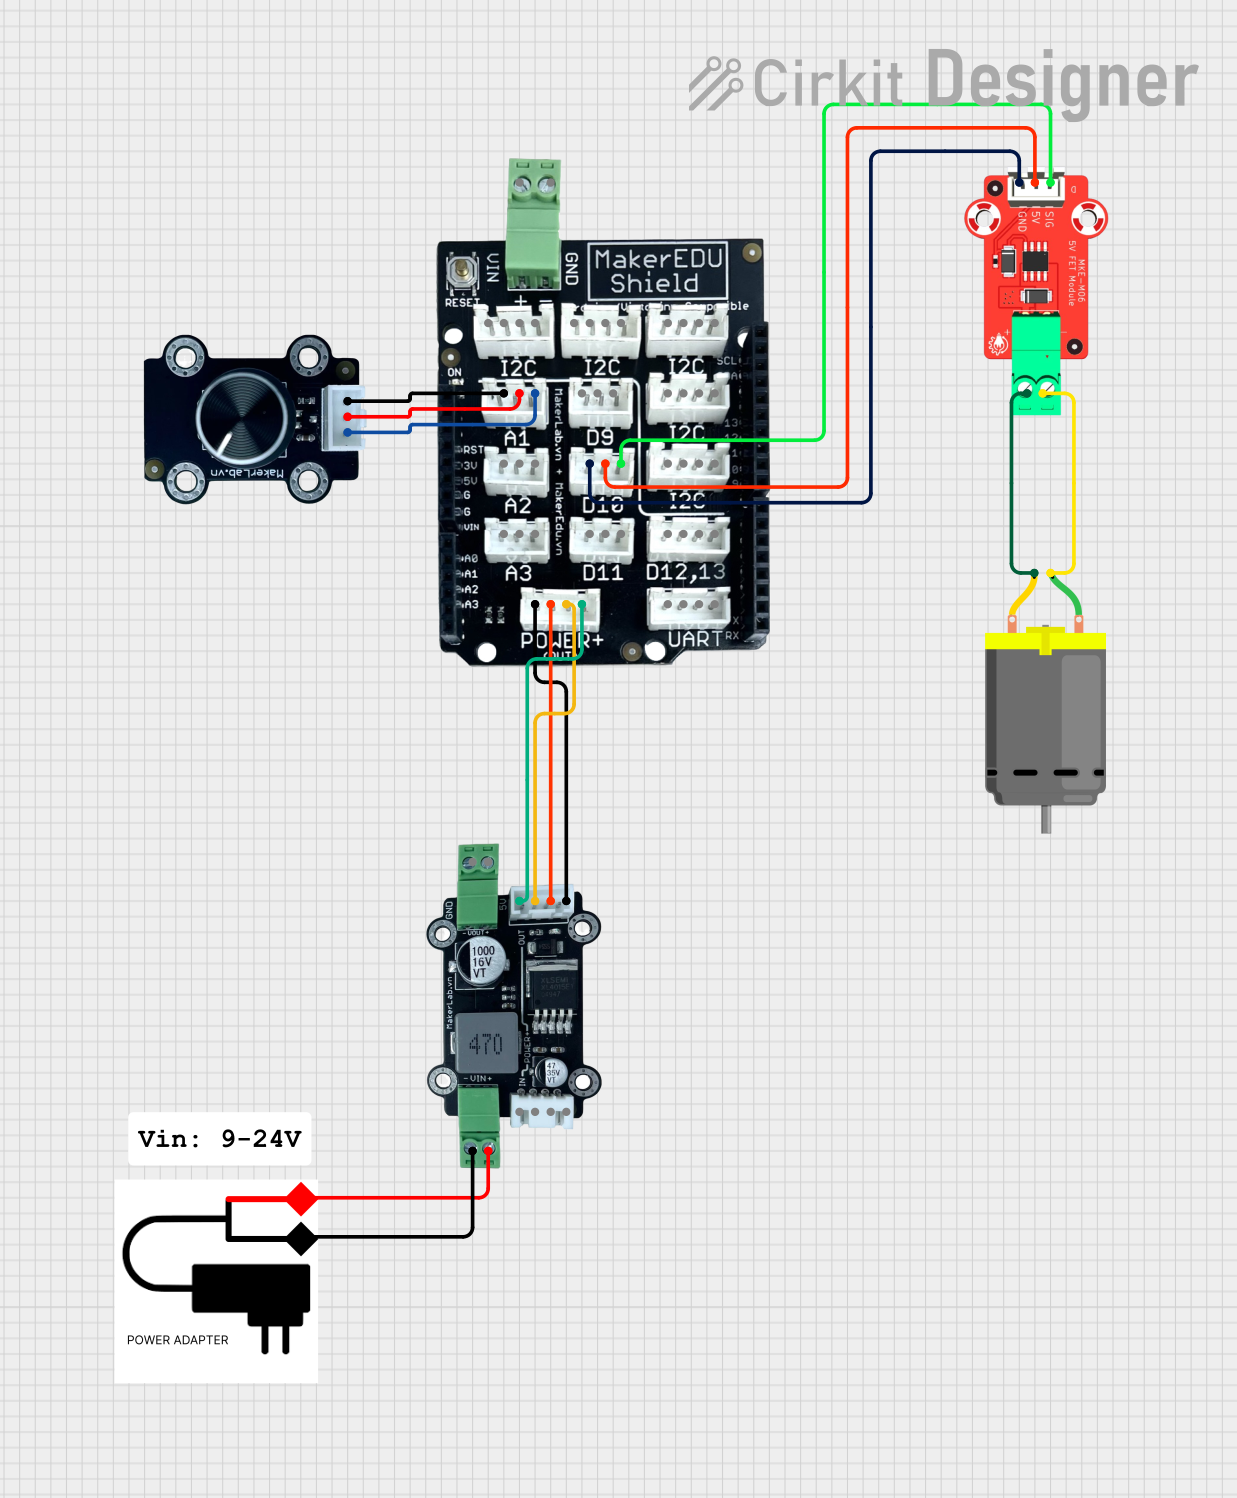 Cirkit Designer
VIN
GND
MakerEDU
Shield
RESET
+ -
I2C
I2C
I2C
ON
SCL
A1
D9
I2C
MakerLab.vn + MakerEdu.vn
RST
3V
5V
G
G
VIN
A2
D10
I2C
A0
A1
A2
A3
A3
D11
D12,13
POWER+
UART
RX
MakerLab.vn
D
GND
5V
SIG
5V FET Module
MKE-M06
GND
5V
-VOUT+
OUT
1000
16V
VT
MakerLab.vn
470
POWER+
47
35V
VT
-VIN+
IN
Vin: 9-24V
POWER ADAPTER